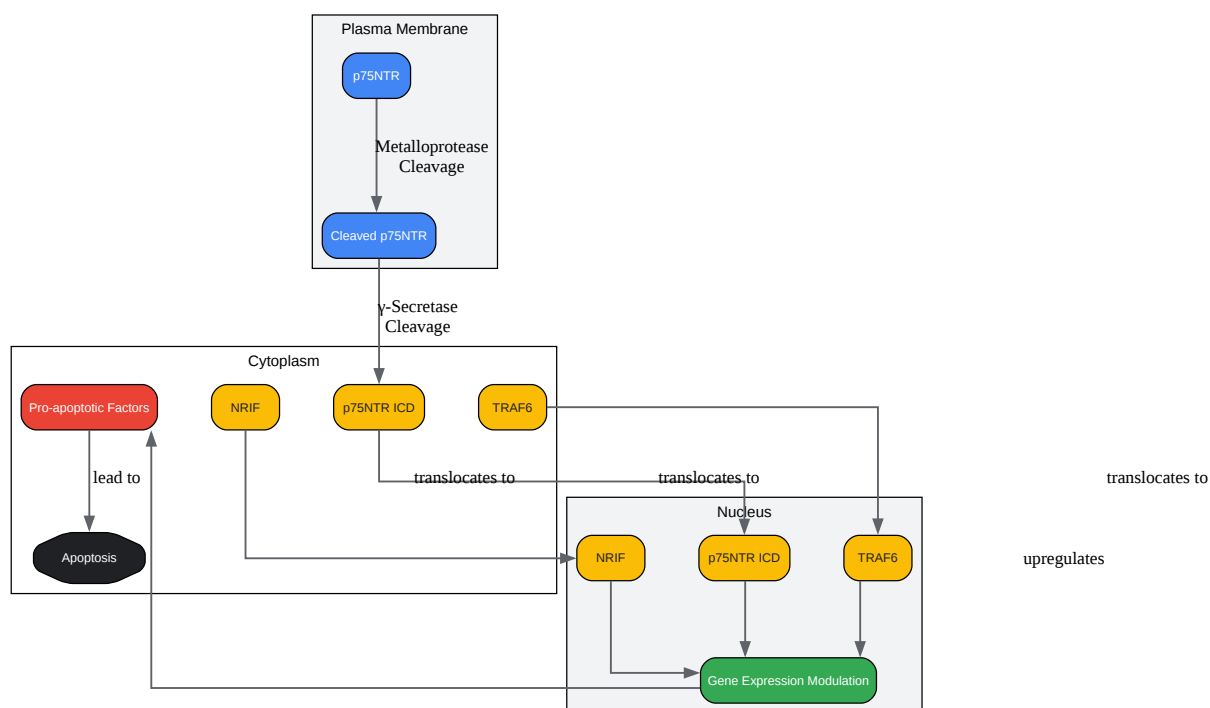 Plasma Membrane
p75NTR
Metalloprotease
Cleavage
Cleaved p75NTR
γ-Secretase
Cleavage
Cytoplasm
Pro-apoptotic Factors
NRIF
p75NTR ICD
TRAF6
lead to
translocates to
translocates to
translocates to
Nucleus
Apoptosis
NRIF
p75NTR ICD
TRAF6
upregulates
Gene Expression Modulation